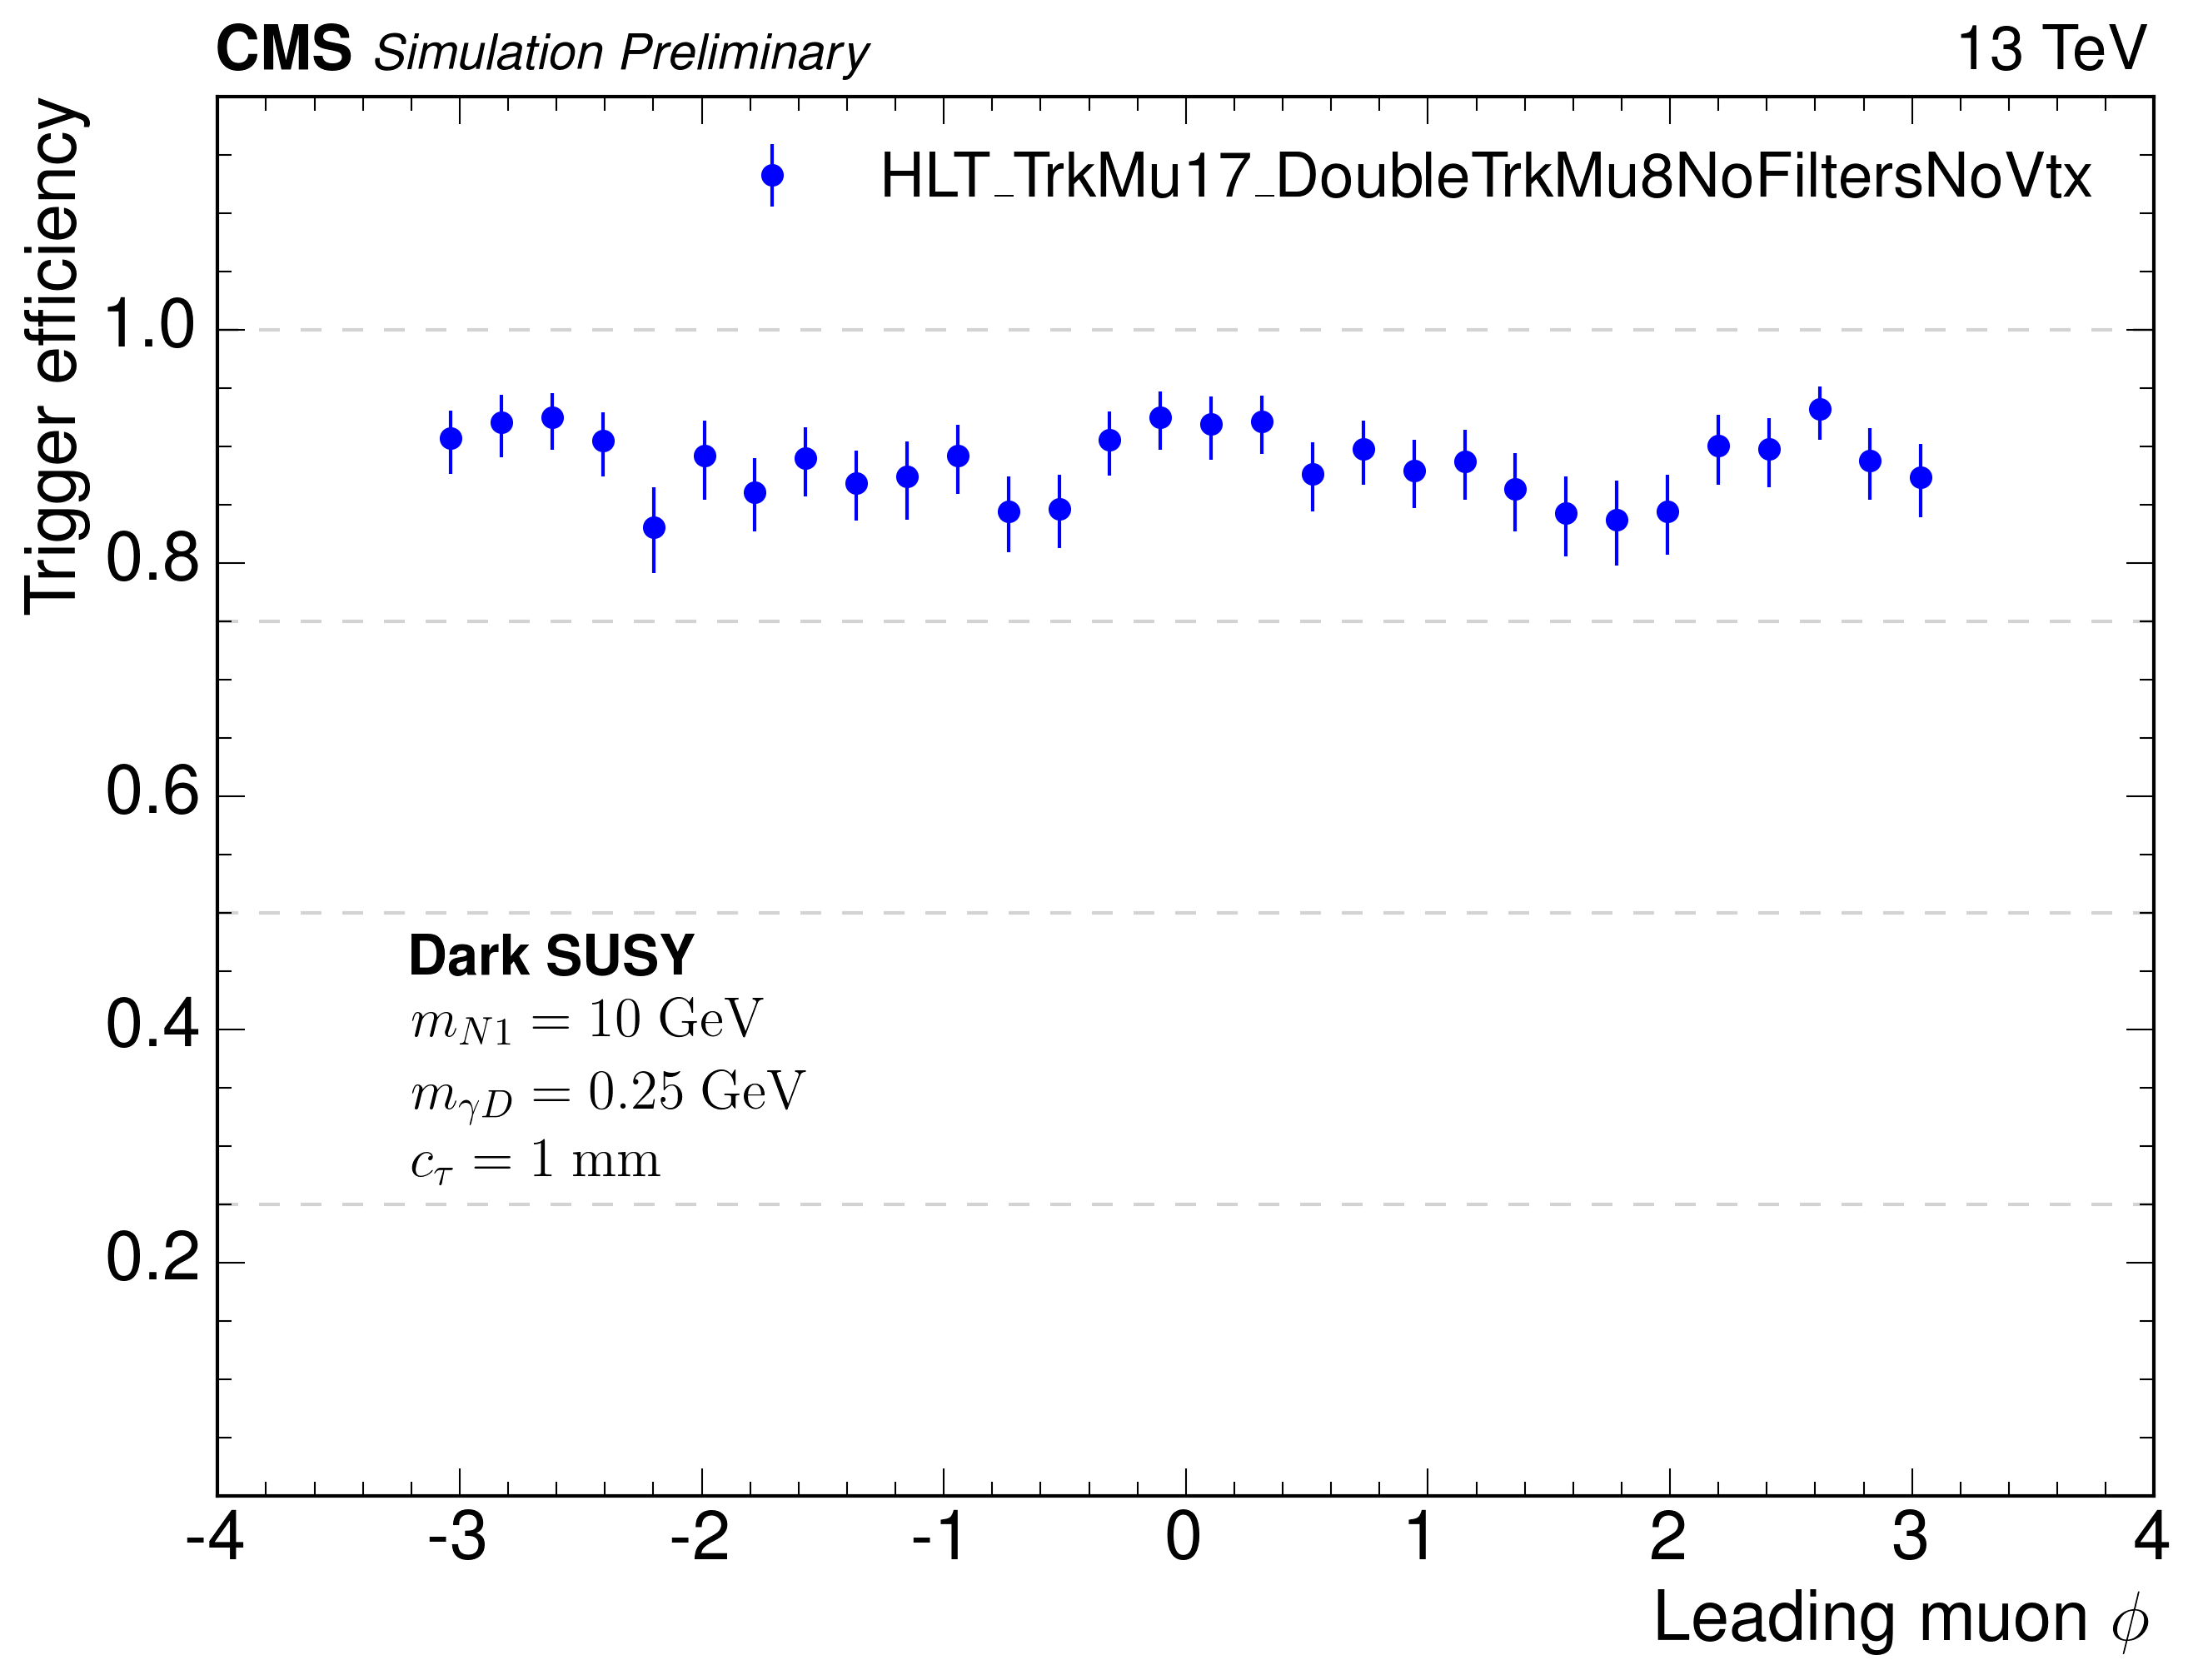 CMS Simulation Preliminary 13 TeV
Trigger efficiency
HLT_TrkMu17_DoubleTrkMu8NoFiltersNoVtx
1.0
0.8
0.6
0.4
0.2
Dark SUSY
m_{N1} = 10 GeV
m_{γD} = 0.25 GeV
c_τ = 1 mm
-4 -3 -2 -1 0 1 2 3 4
Leading muon ϕ